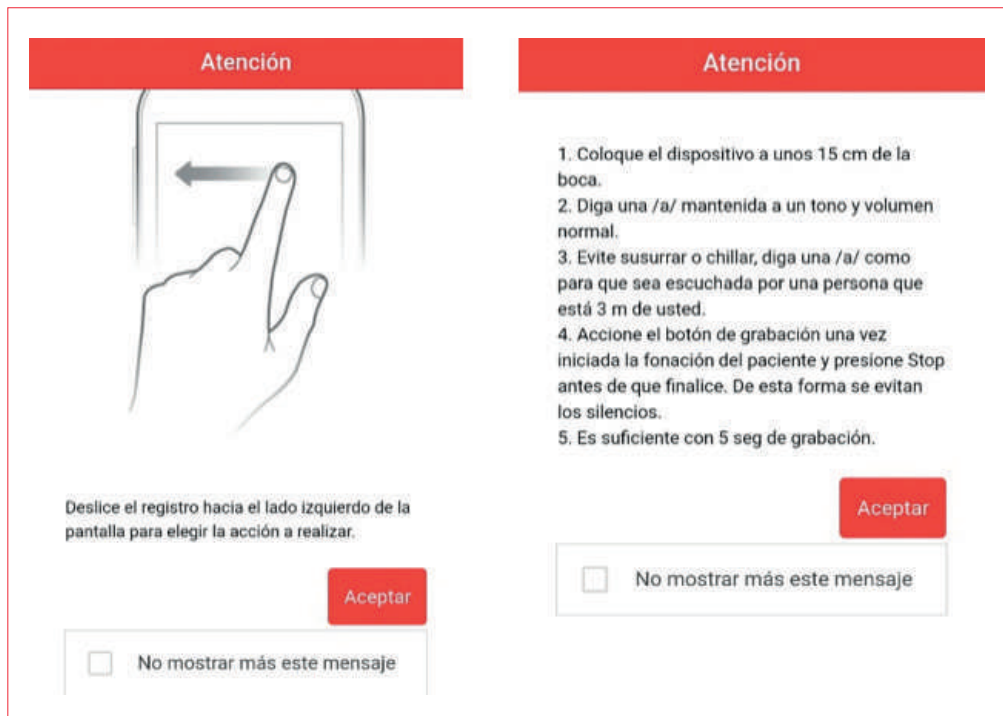 Atención
Deslice el registro hacia el lado izquierdo de la
pantalla para elegir la acción a realizar.
Aceptar
No mostrar más este mensaje
Atención
1. Coloque el dispositivo a unos 15 cm de la
boca.
2. Diga una /a/ mantenida a un tono y volumen
normal.
3. Evite susurrar o chillar, diga una /a/ como
para que sea escuchada por una persona que
está 3 m de usted.
4. Accione el botón de grabación una vez
iniciada la fonación del paciente y presione Stop
antes de que finalice. De esta forma se evitan
los silencios.
5. Es suficiente con 5 seg de grabación.
Aceptar
No mostrar más este mensaje